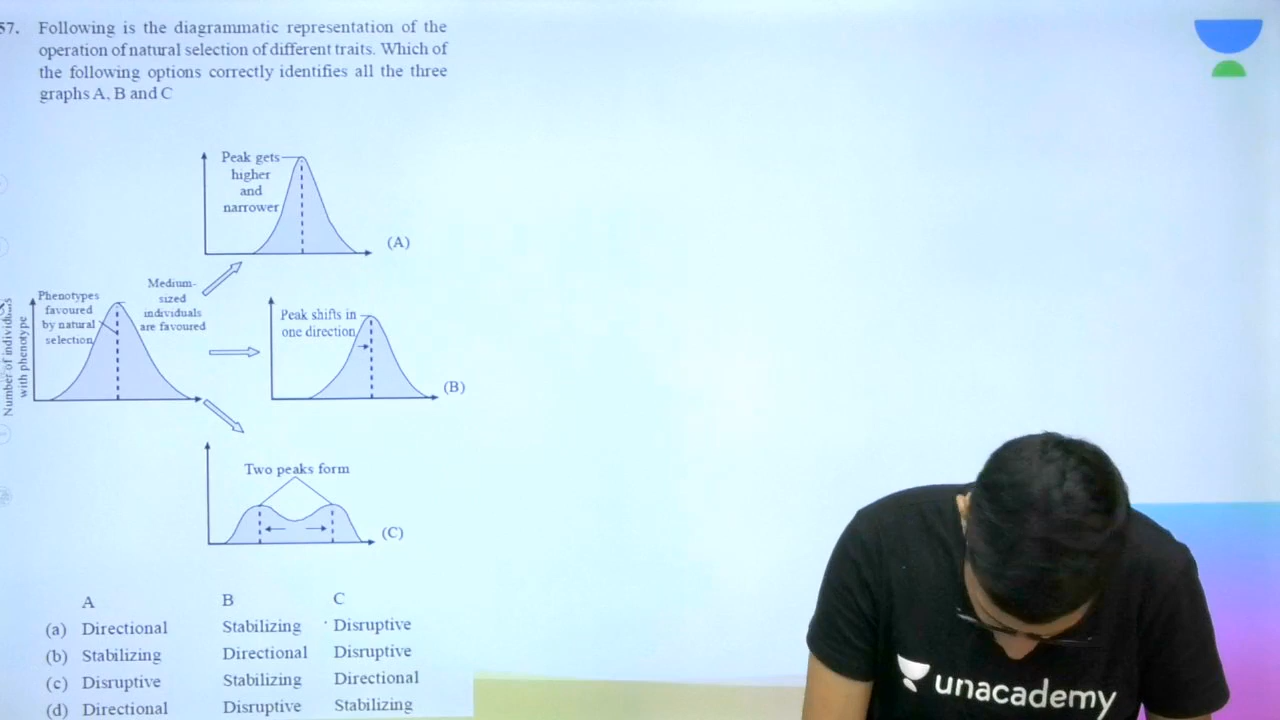 57. Following is the diagrammatic representation of the
operation of natural selection of different traits. Which of
the following options correctly identifies all the three
graphs A, B and C
Peak gets
higher
and
narrower
(A)
Medium-
sized
individuals
are favoured
Phenotypes
favoured
by natural
selection
Number of individuals
with phenotype
Peak shifts in
one direction
(B)
Two peaks form
(C)
A B C
(a) Directional Stabilizing Disruptive
(b) Stabilizing Directional Disruptive
(c) Disruptive Stabilizing Directional
(d) Directional Disruptive Stabilizing
unacademy